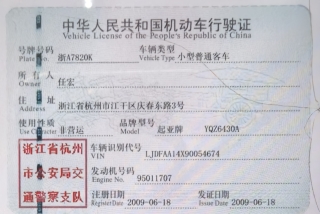 中华人民共和国机动车行驶证
Vehicle License of the People's Republic of China
号牌号码 浙A7820K 车辆类型 小型普通客车
Plate No. Vehicle Type
所有人 任宏
Owner
住址 浙江省杭州市江干区庆春东路3号
Address
使用性质 非营运 品牌型号 起亚牌 YQZ6430A
Use Character Model
浙江省杭州
市公安局交
通警察支队
车辆识别代号 LJDFAA14X90054674
VIN
发动机号码 95011707
Engine No.
注册日期 2009-06-18 发证日期 2009-06-18
Register Date Issue Date